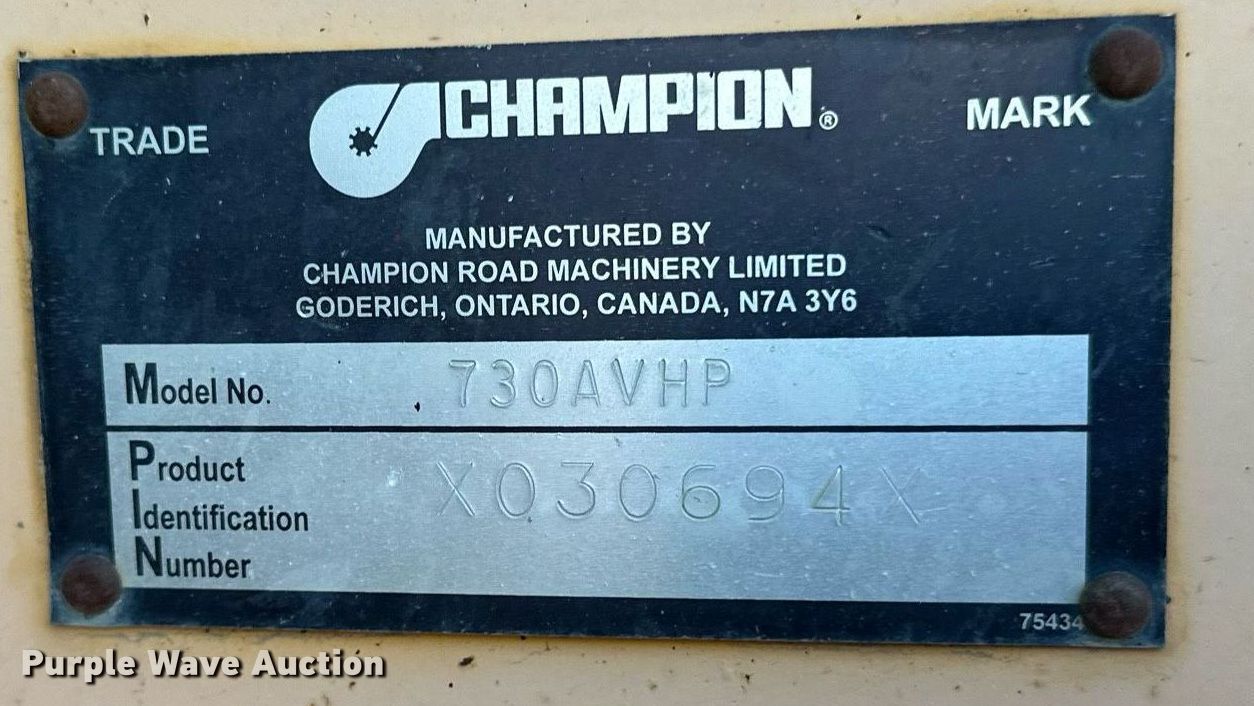 TRADE CHAMPION® MARK
MANUFACTURED BY
CHAMPION ROAD MACHINERY LIMITED
GODERICH, ONTARIO, CANADA, N7A 3Y6
Model No. 730AVHP
Product
Identification X030694X
Number
75434
Purple Wave Auction